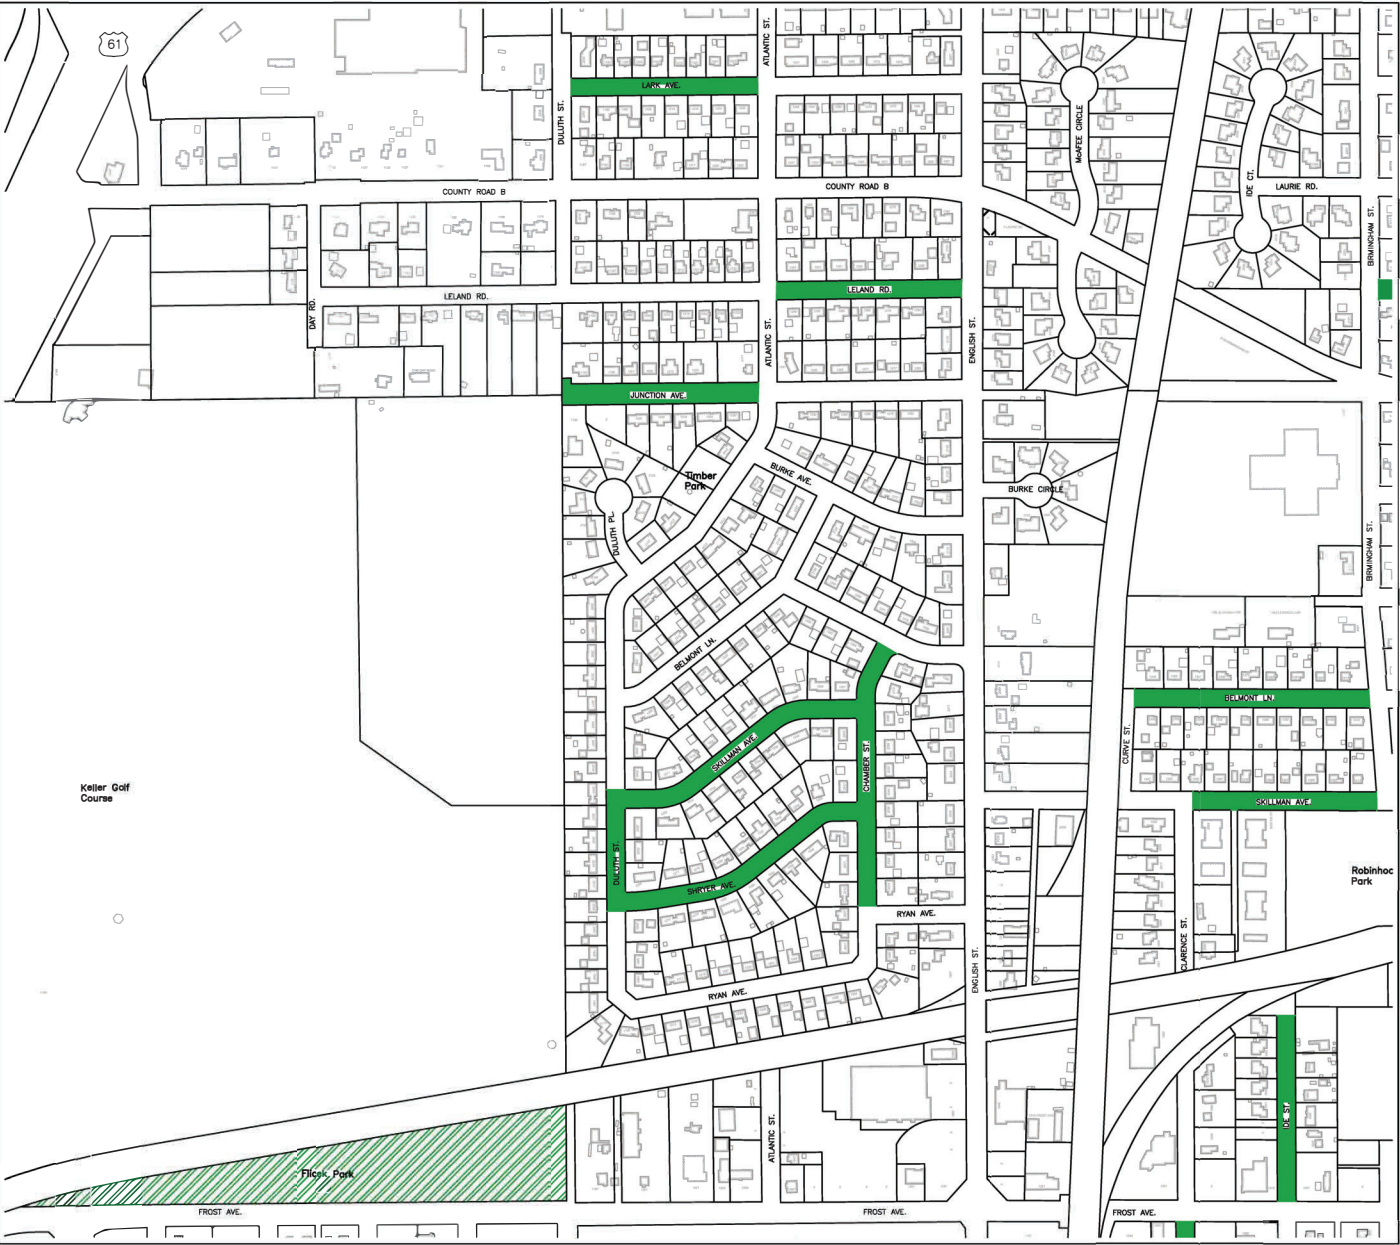 61
ATLANTIC ST.
LARK AVE.
DULUTH ST.
McAFEE CIRCLE
IDE CT.
LAURIE RD.
COUNTY ROAD B
COUNTY ROAD B
BIRMINGHAM ST.
LELAND RD.
LELAND RD.
DAY RD.
ATLANTIC ST.
ENGLISH ST.
JUNCTION AVE.
Timber
Park
BURKE AVE.
BURKE CIRCLE
DULUTH PL.
BIRMINGHAM ST.
BELMONT LN.
BELMONT LN.
SKILLMAN AVE.
CHAMBER ST.
CURVE ST.
Keller Golf
Course
SKILLMAN AVE.
DULUTH ST.
SHRYER AVE.
Robinhoo
Park
RYAN AVE.
CLARENCE ST.
ENGLISH ST.
RYAN AVE.
IDE ST.
ATLANTIC ST.
Flicek Park
FROST AVE.
FROST AVE.
FROST AVE.